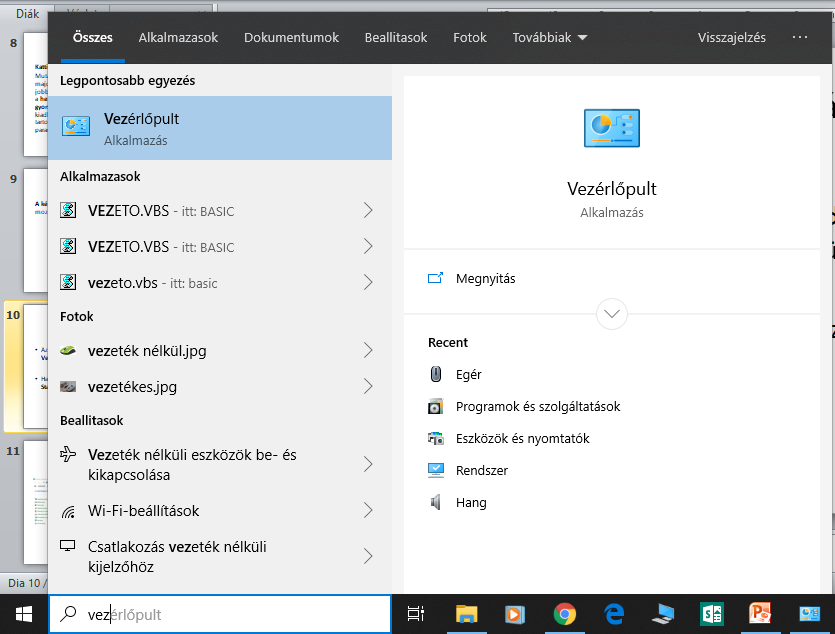 Diák
Összes Alkalmazások Dokumentumok Beallitasok Fotok Továbbiak Visszajelzés ...
8
9
10
11
Legpontosabb egyezés
Vezérlőpult
Alkalmazás
Alkalmazasok
VEZETO.VBS - itt: BASIC
VEZETO.VBS - itt: BASIC
vezeto.vbs - itt: basic
Fotok
vezeték nélkül.jpg
vezetékes.jpg
Beallitasok
Vezeték nélküli eszközök be- és
kikapcsolása
Wi-Fi-beállítások
Csatlakozás vezeték nélküli
kijelzőhöz
Vezérlőpult
Alkalmazás
Megnyitás
Recent
Egér
Programok és szolgáltatások
Eszközök és nyomtatók
Rendszer
Hang
Dia 10 /
vezérlőpult